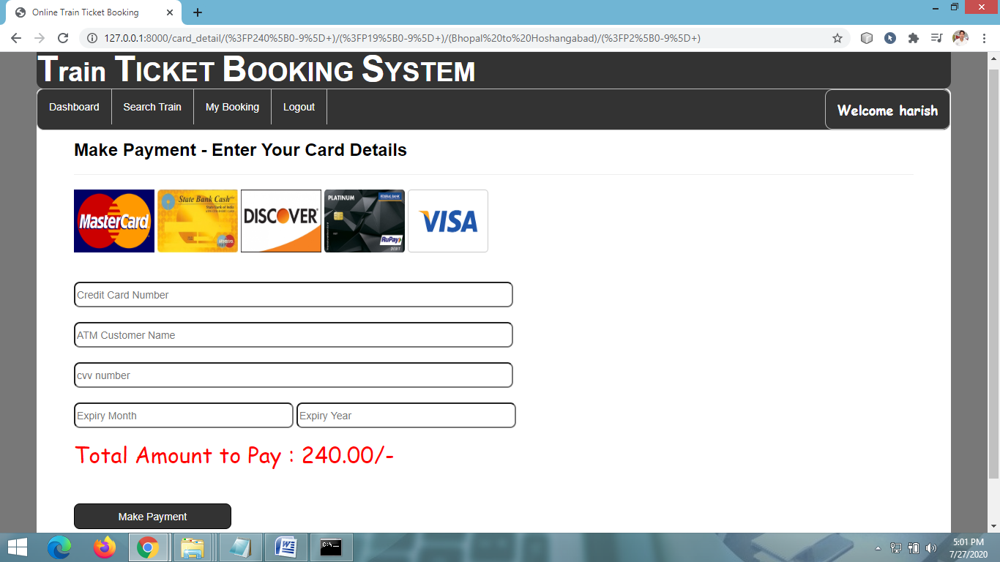 Online Train Ticket Booking
127.0.0.1:8000/card_detail/(%3FP240%5B0-9%5D+)/(%3FP19%5B0-9%5D+)/(Bhopal%20to%20Hoshangabad)/(%3FP2%5B0-9%5D+)
Train TICKET BOOKING SYSTEM
Dashboard Search Train My Booking Logout Welcome harish
Make Payment - Enter Your Card Details
MasterCard State Bank Cash DISCOVER PLATINUM FEDERAL BANK RuPay DEBIT VISA
Credit Card Number
ATM Customer Name
cvv number
Expiry Month Expiry Year
Total Amount to Pay : 240.00/-
Make Payment
5:01 PM
7/27/2020